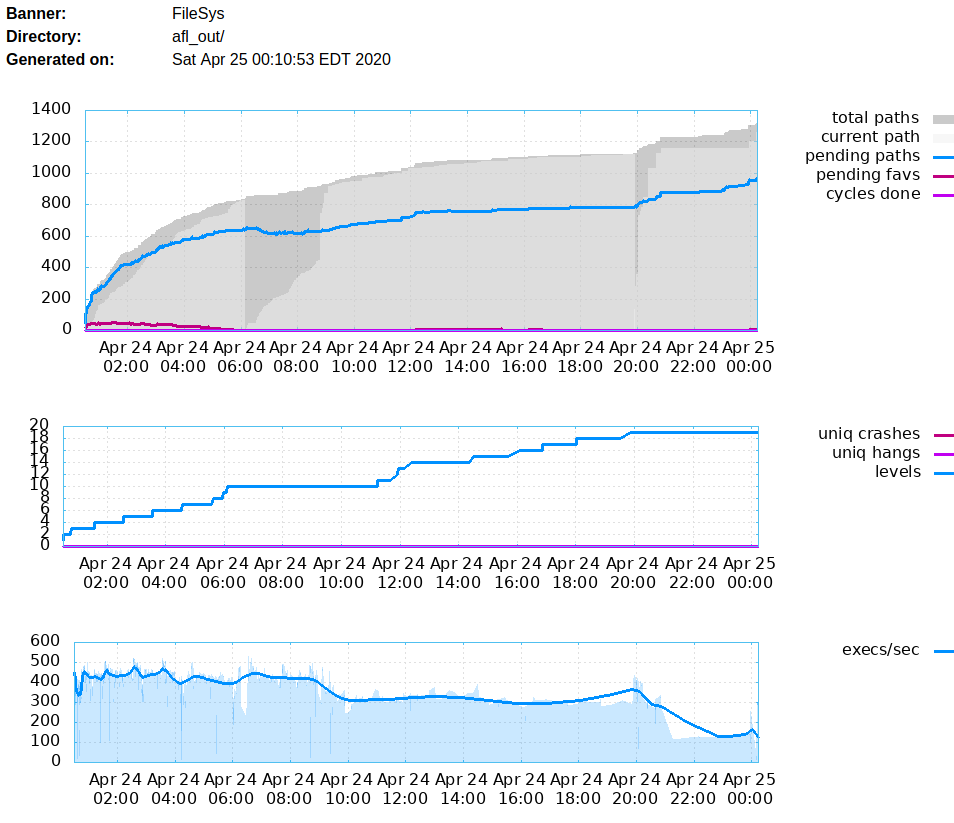 Banner: FileSys
Directory: afl_out/
Generated on: Sat Apr 25 00:10:53 EDT 2020
1400
1200
1000
800
600
400
200
0
Apr 24 Apr 24 Apr 24 Apr 24 Apr 24 Apr 24 Apr 24 Apr 24 Apr 24 Apr 24 Apr 24 Apr 25
02:00 04:00 06:00 08:00 10:00 12:00 14:00 16:00 18:00 20:00 22:00 00:00
total paths
current path
pending paths
pending favs
cycles done
20
18
16
14
12
10
8
6
4
2
0
Apr 24 Apr 24 Apr 24 Apr 24 Apr 24 Apr 24 Apr 24 Apr 24 Apr 24 Apr 24 Apr 24 Apr 25
02:00 04:00 06:00 08:00 10:00 12:00 14:00 16:00 18:00 20:00 22:00 00:00
uniq crashes
uniq hangs
levels
600
500
400
300
200
100
0
Apr 24 Apr 24 Apr 24 Apr 24 Apr 24 Apr 24 Apr 24 Apr 24 Apr 24 Apr 24 Apr 24 Apr 25
02:00 04:00 06:00 08:00 10:00 12:00 14:00 16:00 18:00 20:00 22:00 00:00
execs/sec